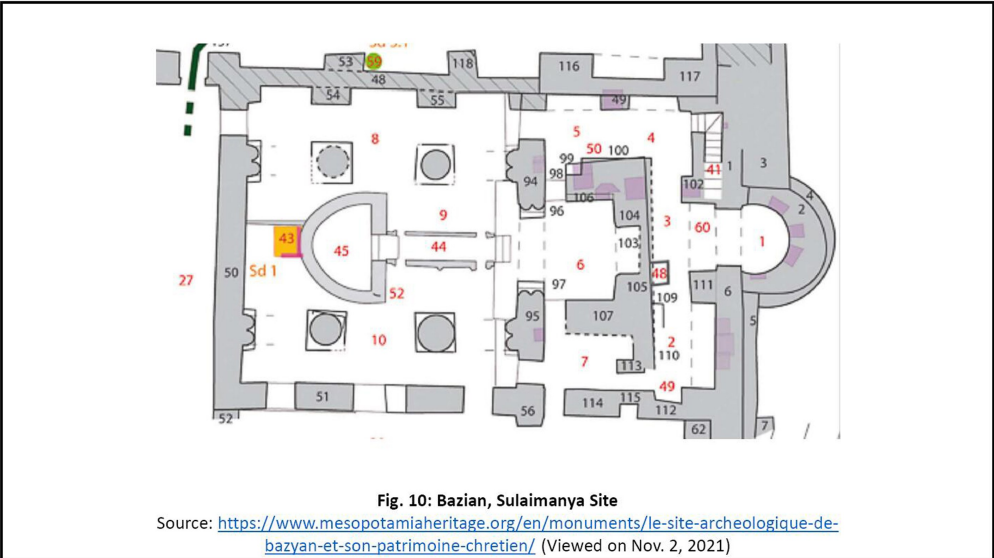 53 59 118 116 117
48
54 55 49
8 5 4
50 100
99
98 41 1 3
94 102 4
106 2
96 104
9 3 60
43 45 44 103 1
6
Sd 1 50 48
27 52 97 105 111 6
109
95 107 5
10 2
7 110
113
49
51 114 115 112
52 56 62 7
Fig. 10: Bazian, Sulaimanya Site
Source: https://www.mesopotamiaheritage.org/en/monuments/le-site-archeologique-de-
bazyan-et-son-patrimoine-chretien/ (Viewed on Nov. 2, 2021)